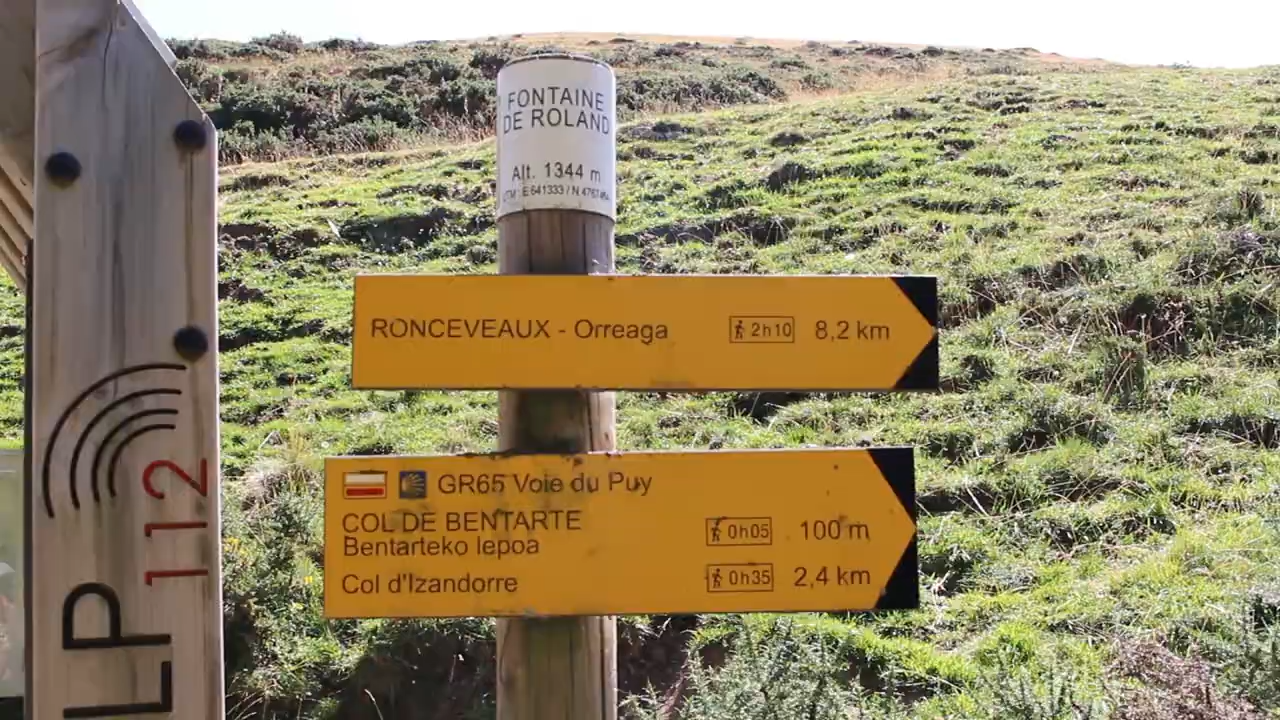 FONTAINE
DE ROLAND
Alt. 1344 m
E 641333 / N
RONCEVEAUX - Orreaga 2h10 8,2 km
GR65 Voie du Puy
COL DE BENTARTE
Bentarteko lepoa 0h05 100 m
Col d'Izandorre 0h35 2,4 km
112
LP